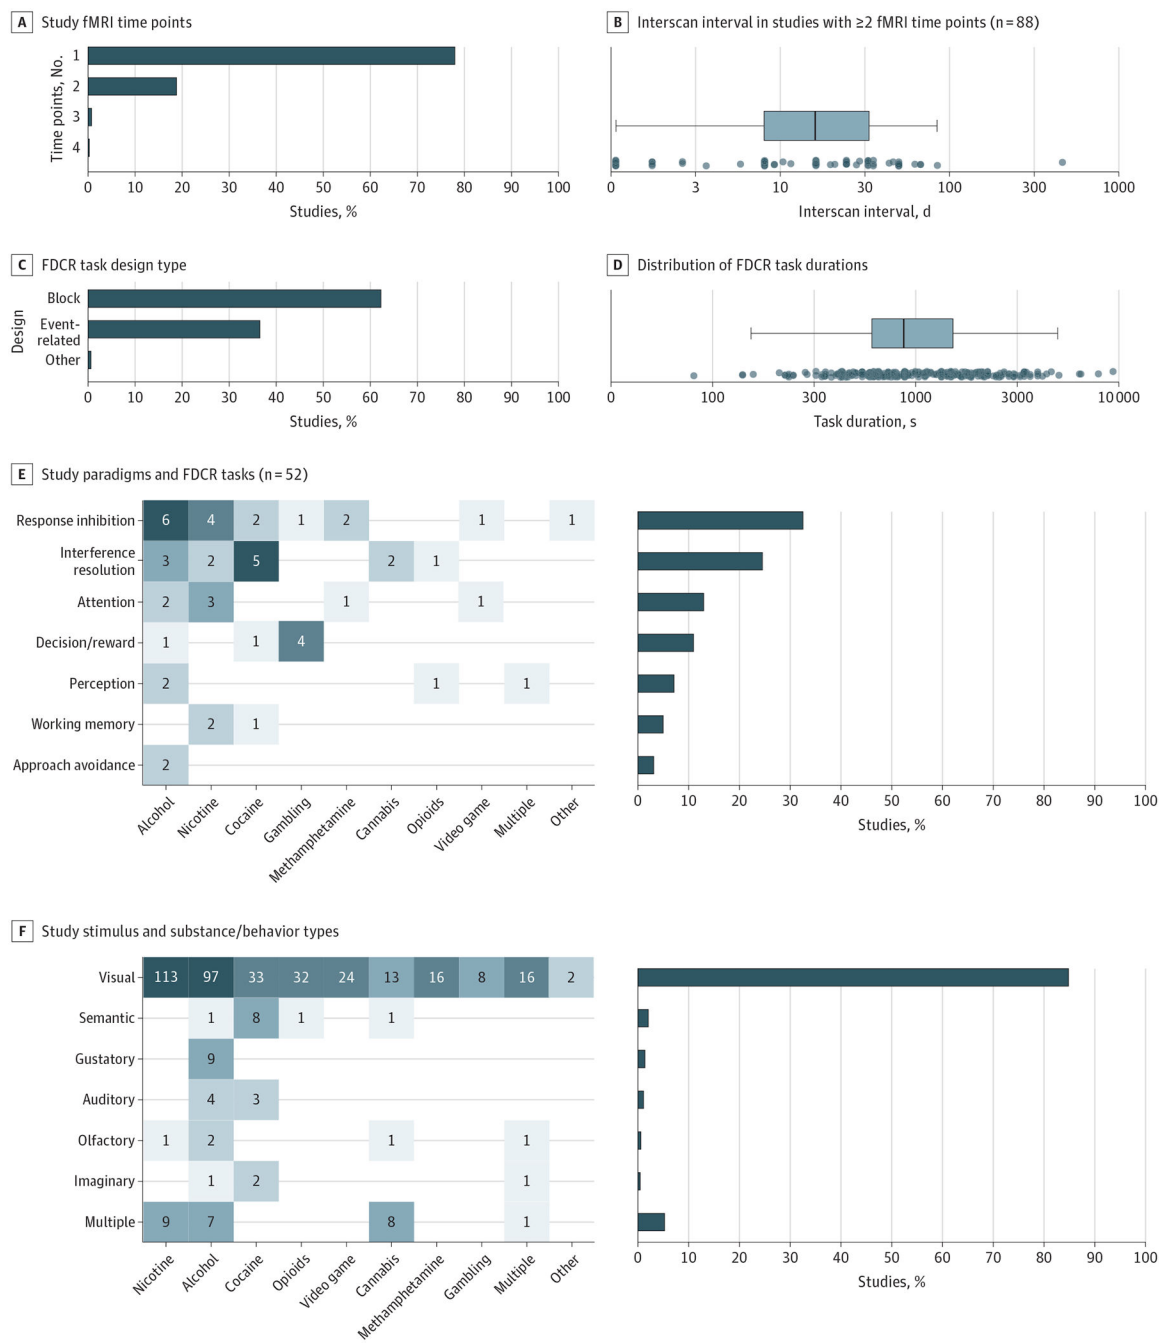 A Study fMRI time points
Time points, No.
1
2
3
4
0 10 20 30 40 50 60 70 80 90 100
Studies, %
B Interscan interval in studies with ≥2 fMRI time points (n=88)
0 3 10 30 100 300 1000
Interscan interval, d
C FDCR task design type
Design
Block
Event-
related
Other
0 10 20 30 40 50 60 70 80 90 100
Studies, %
D Distribution of FDCR task durations
0 100 300 1000 3000 10000
Task duration, s
E Study paradigms and FDCR tasks (n=52)
Response inhibition 6 4 2 1 2 1 1
Interference
resolution 3 2 5 2 1
Attention 2 3 1 1
Decision/reward 1 1 4
Perception 2 1 1
Working memory 2 1
Approach avoidance 2
Alcohol
Nicotine
Cocaine
Gambling
Methamphetamine
Cannabis
Opioids
Video game
Multiple
Other
0 10 20 30 40 50 60 70 80 90 100
Studies, %
F Study stimulus and substance/behavior types
Visual 113 97 33 32 24 13 16 8 16 2
Semantic 1 8 1 1
Gustatory 9
Auditory 4 3
Olfactory 1 2 1 1
Imaginary 1 2 1
Multiple 9 7 8 1
Nicotine
Alcohol
Cocaine
Opioids
Video game
Cannabis
Methamphetamine
Gambling
Multiple
Other
0 10 20 30 40 50 60 70 80 90 100
Studies, %